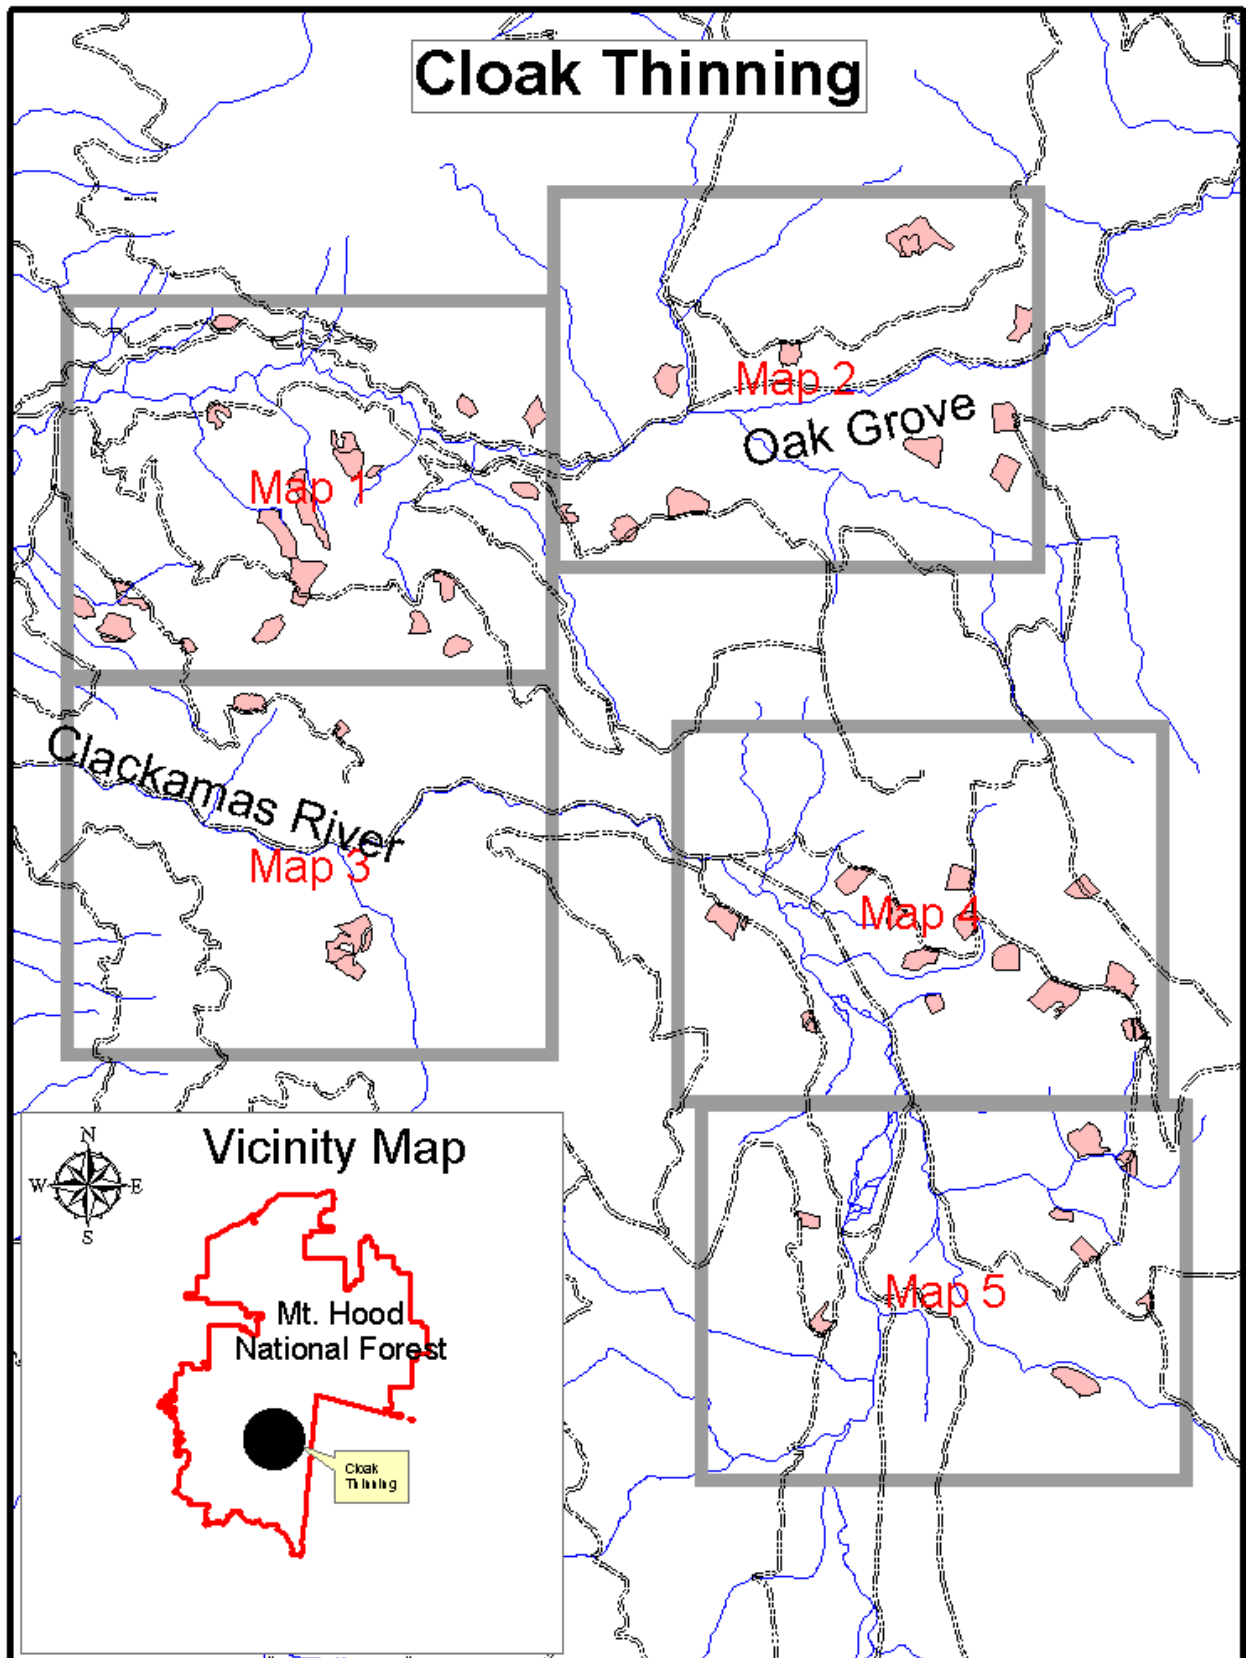 Cloak Thinning
Map 2
Oak Grove
Map 1
Clackamas River
Map 3
Map 4
Map 5
Vicinity Map
N
W
E
S
Mt. Hood
National Forest
Cloak
Thinning